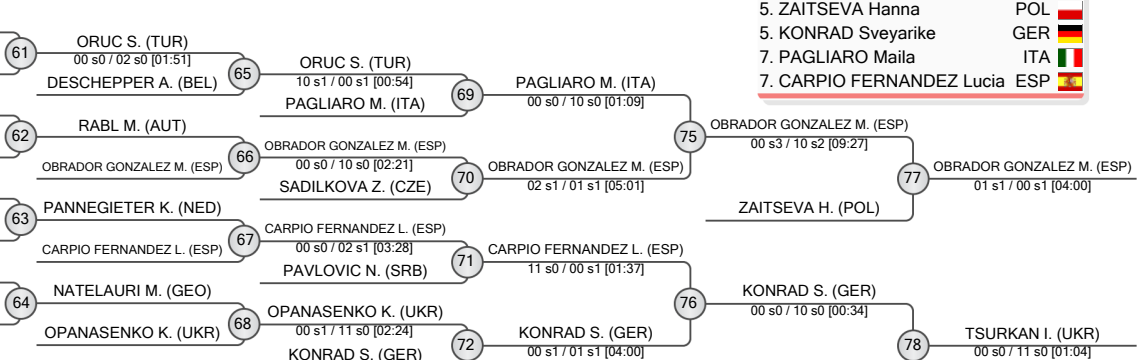 5. ZAITSEVA Hanna POL
5. KONRAD Sveyarike GER
7. PAGLIARO Maila ITA
7. CARPIO FERNANDEZ Lucia ESP
61
ORUC S. (TUR)
00 s0 / 02 s0 [01:51]
DESCHEPPER A. (BEL)
65
ORUC S. (TUR)
10 s1 / 00 s1 [00:54]
PAGLIARO M. (ITA)
69
PAGLIARO M. (ITA)
00 s0 / 10 s0 [01:09]
62
RABL M. (AUT)
OBRADOR GONZALEZ M. (ESP)
66
OBRADOR GONZALEZ M. (ESP)
00 s0 / 10 s0 [02:21]
SADILKOVA Z. (CZE)
70
OBRADOR GONZALEZ M. (ESP)
02 s1 / 01 s1 [05:01]
75
OBRADOR GONZALEZ M. (ESP)
00 s3 / 10 s2 [09:27]
ZAITSEVA H. (POL)
77
OBRADOR GONZALEZ M. (ESP)
01 s1 / 00 s1 [04:00]
63
PANNEGIETER K. (NED)
CARPIO FERNANDEZ L. (ESP)
67
CARPIO FERNANDEZ L. (ESP)
00 s0 / 02 s1 [03:28]
PAVLOVIC N. (SRB)
71
CARPIO FERNANDEZ L. (ESP)
11 s0 / 00 s1 [01:37]
64
NATELAURI M. (GEO)
OPANASENKO K. (UKR)
68
OPANASENKO K. (UKR)
00 s1 / 11 s0 [02:24]
KONRAD S. (GER)
72
KONRAD S. (GER)
00 s1 / 01 s1 [04:00]
76
KONRAD S. (GER)
00 s0 / 10 s0 [00:34]
78
TSURKAN I. (UKR)
00 s0 / 11 s0 [01:04]